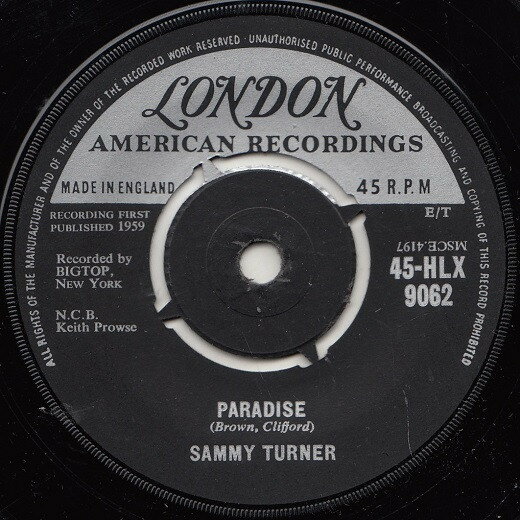 ALL RIGHTS OF THE MANUFACTURER AND OF THE OWNER OF THE RECORDED WORK RESERVED · UNAUTHORISED PUBLIC PERFORMANCE BROADCASTING AND COPYING OF THIS RECORD PROHIBITED
LONDON
AMERICAN RECORDINGS
MADE IN ENGLAND
45 R.P.M
RECORDING FIRST
PUBLISHED 1959
E/T
Recorded by
BIGTOP,
New York
MSCE.4197
45-HLX
9062
N.C.B.
Keith Prowse
PARADISE
(Brown, Clifford)
SAMMY TURNER